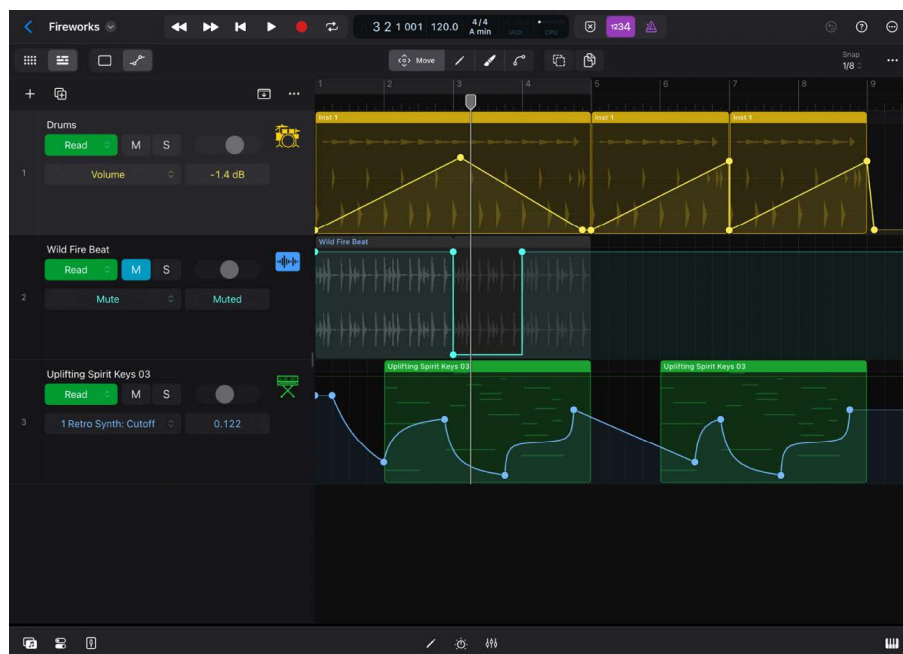 Fireworks
3 2 1 001 120.0 4/4
A min
MIDI
CPU
1234
Move
Snap
1/8
1 2 3 4 5 6 7 8 9
Drums
Inst 1 Inst 1 Inst 1
Read M S
1 Volume -1.4 dB
Wild Fire Beat
Wild Fire Beat
Read M S
2 Mute Muted
Uplifting Spirit Keys 03
Uplifting Spirit Keys 03 Uplifting Spirit Keys 03
Read M S
3 1 Retro Synth: Cutoff 0.122